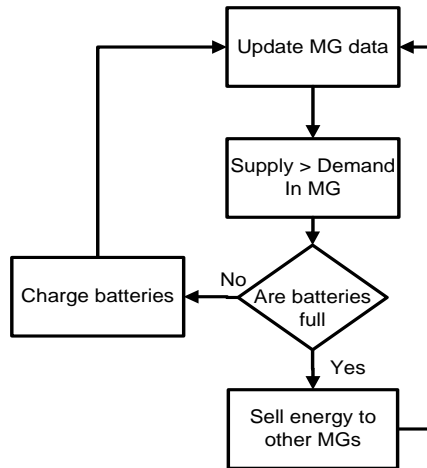 Update MG data
Supply > Demand
In MG
No
Charge batteries
Are batteries
full
Yes
Sell energy to
other MGs